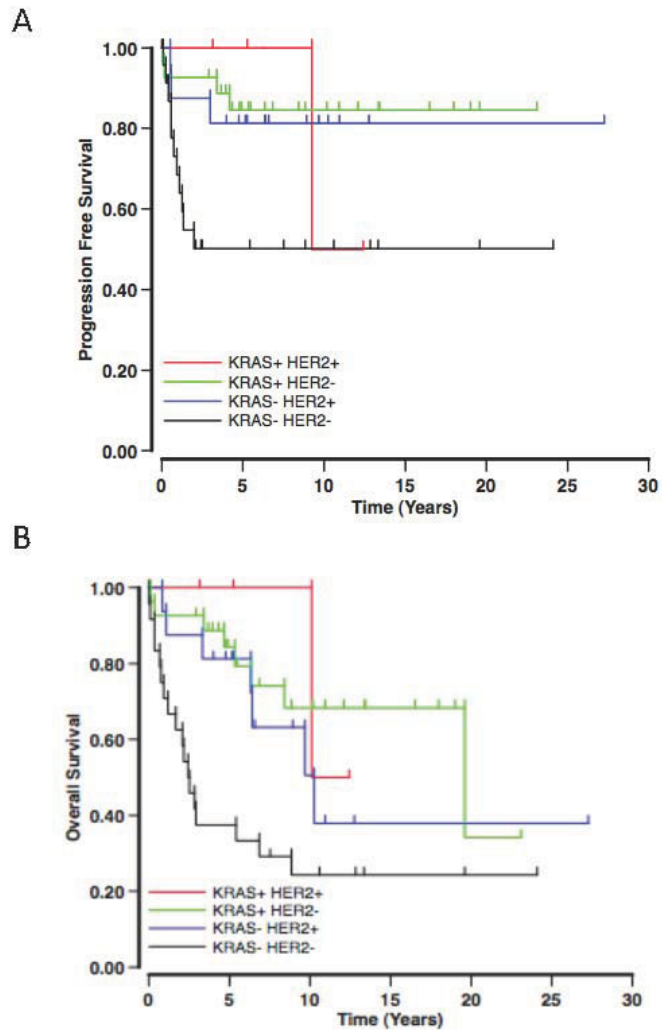 A
1.00
0.80
0.60
0.40
0.20
0.00
Progression Free Survival
KRAS+ HER2+
KRAS+ HER2-
KRAS- HER2+
KRAS- HER2-
0 5 10 15 20 25 30
Time (Years)
B
1.00
0.80
0.60
0.40
0.20
0.00
Overall Survival
KRAS+ HER2+
KRAS+ HER2-
KRAS- HER2+
KRAS- HER2-
0 5 10 15 20 25 30
Time (Years)